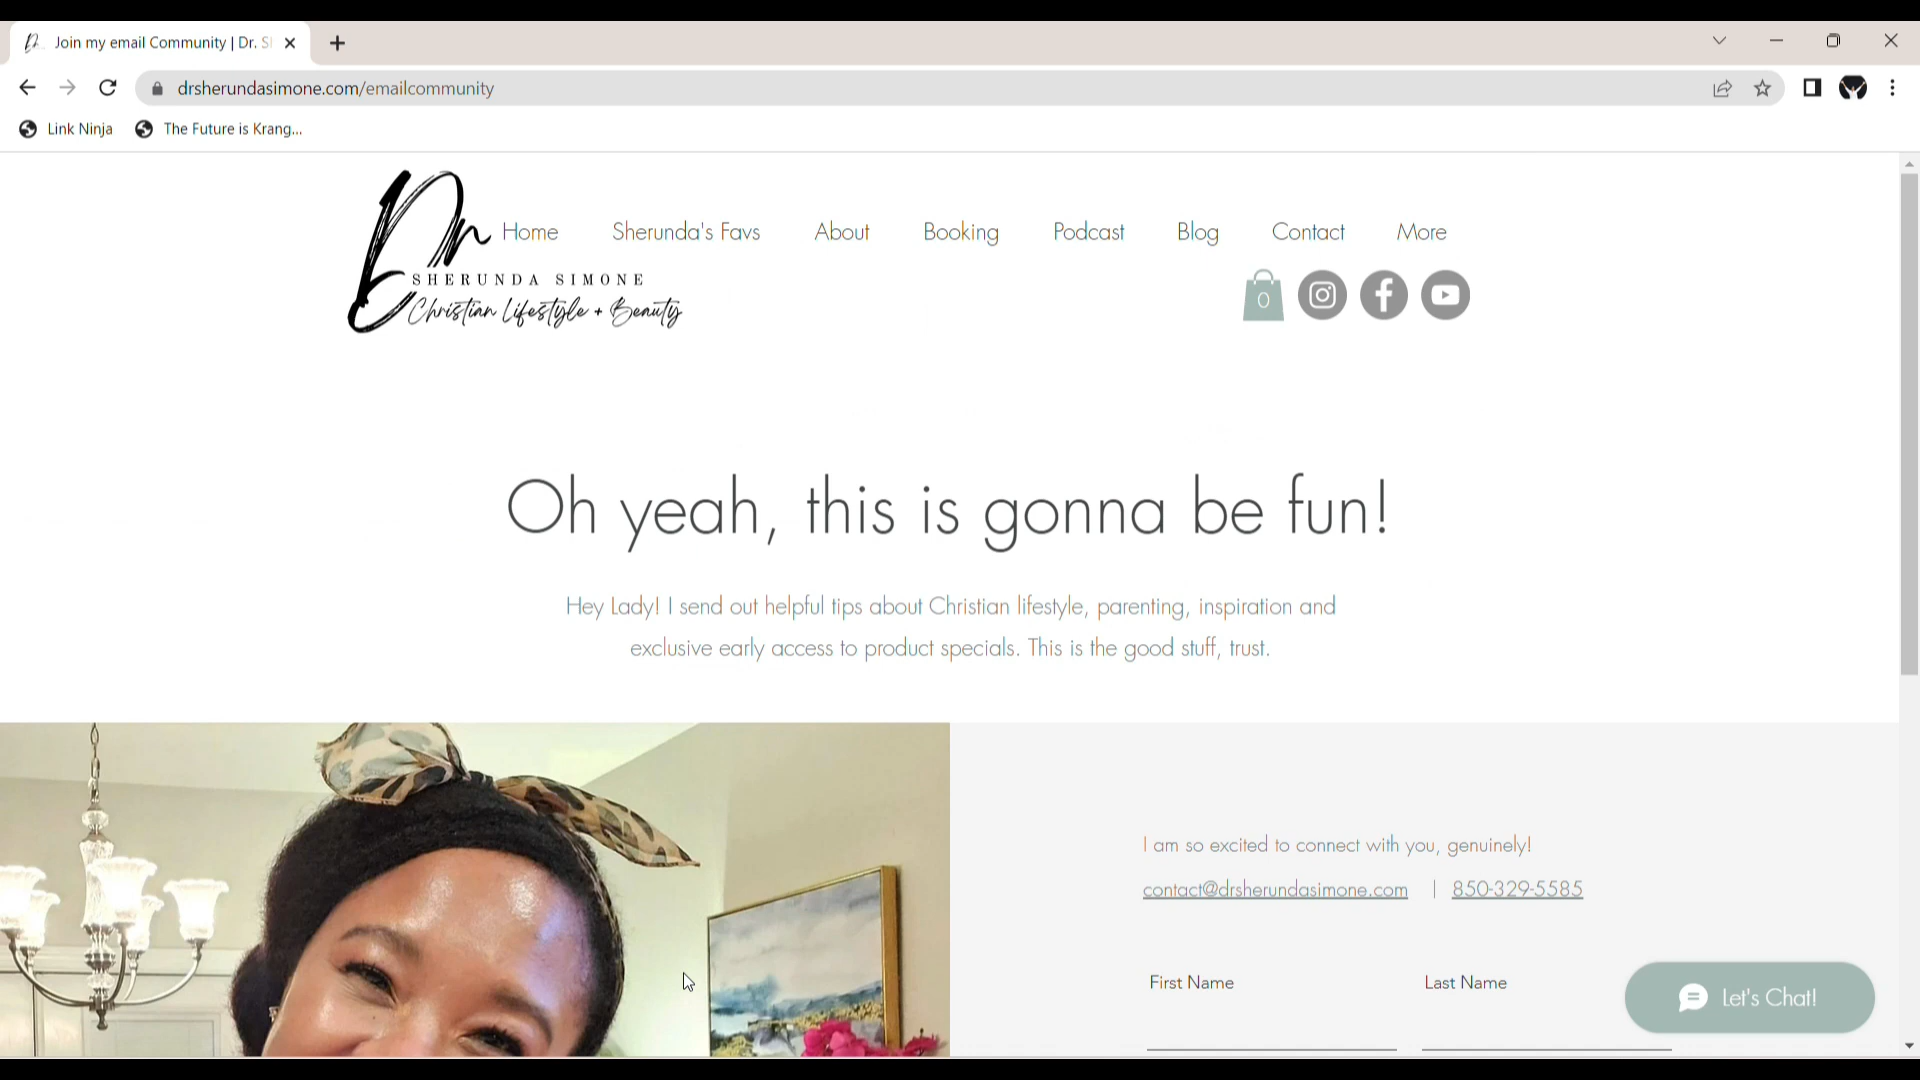 Join my email Community | Dr. S
drsherundasimone.com/emailcommunity
Link Ninja
The Future is Krang...
Dr
Home
Sherunda's Favs
About
Booking
Podcast
Blog
Contact
More
SHERUNDA SIMONE
Christian Lifestyle + Beauty
0
Oh yeah, this is gonna be fun!
Hey Lady! I send out helpful tips about Christian lifestyle, parenting, inspiration and
exclusive early access to product specials. This is the good stuff, trust.
I am so excited to connect with you, genuinely!
contact@drsherundasimone.com | 850-329-5585
First Name
Last Name
Let's Chat!